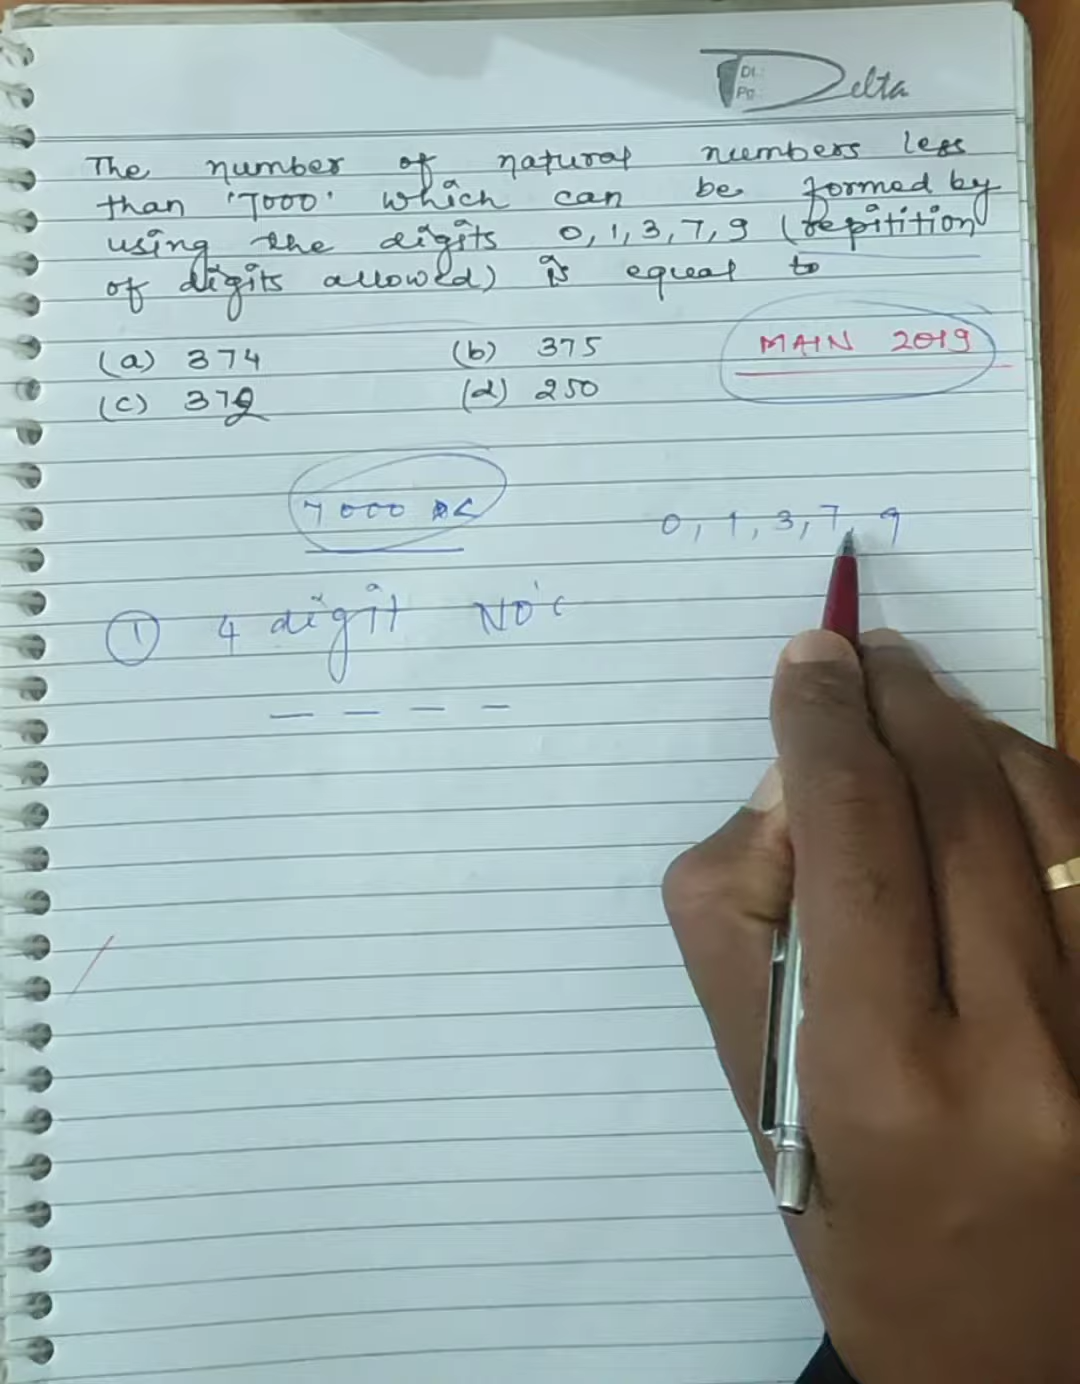 Dt.:
Pg.:
Delta
The number of natural numbers less
than '7000' which can be formed by
using the digits 0, 1, 3, 7, 9 (repitition
of digits allowed) is equal to
(a) 374 (b) 375
MAIN 2019
(c) 372 (d) 250
7000 <
0, 1, 3, 7, 9
① 4 digit NO's
_ _ _ _